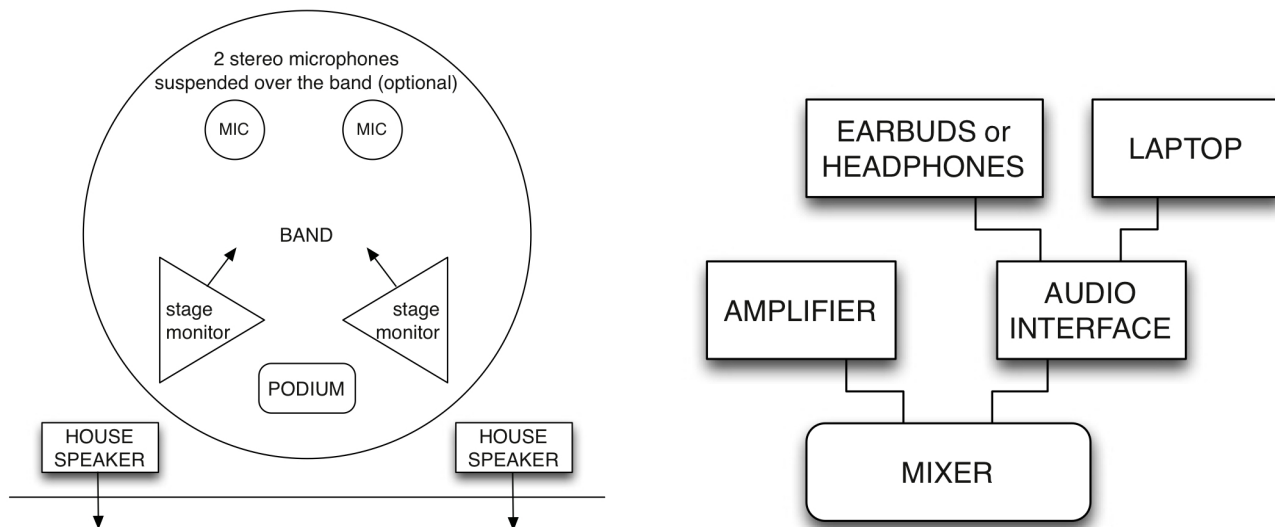 2 stereo microphones
suspended over the band (optional)
MIC
MIC
BAND
stage
monitor
stage
monitor
PODIUM
HOUSE
SPEAKER
HOUSE
SPEAKER
EARBUDS or
HEADPHONES
LAPTOP
AMPLIFIER
AUDIO
INTERFACE
MIXER